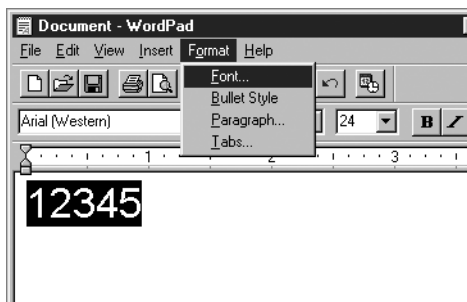 Document - WordPad
File Edit View Insert Format Help
Font...
Bullet Style
Paragraph...
Tabs...
Arial (Western) 24 B I
1 2 3
12345